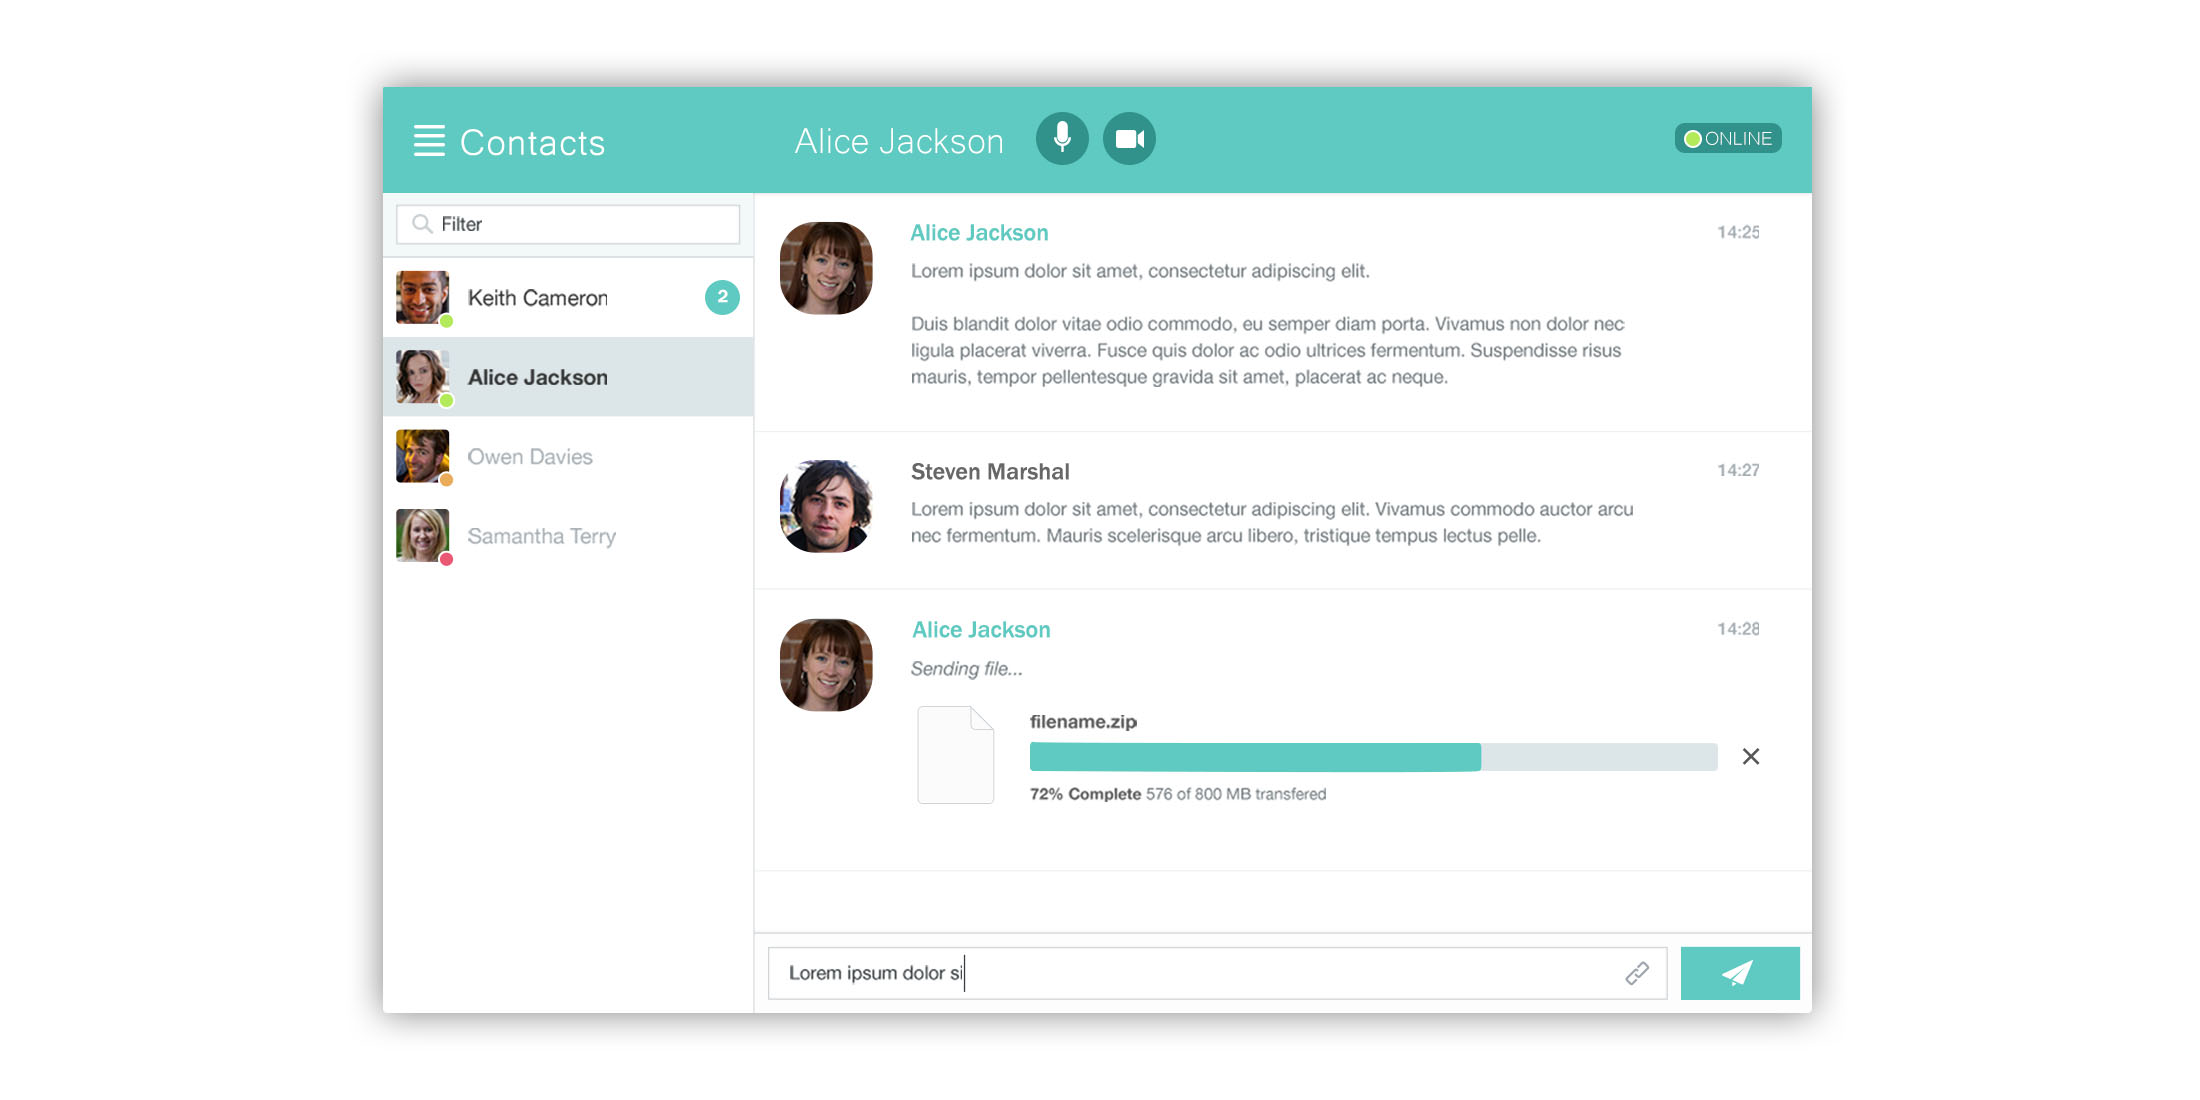 Contacts
Alice Jackson
ONLINE
Filter
Keith Cameron
2
Alice Jackson
Owen Davies
Samantha Terry
Alice Jackson
14:25
Lorem ipsum dolor sit amet, consectetur adipiscing elit.
Duis blandit dolor vitae odio commodo, eu semper diam porta. Vivamus non dolor nec
ligula placerat viverra. Fusce quis dolor ac odio ultrices fermentum. Suspendisse risus
mauris, tempor pellentesque gravida sit amet, placerat ac neque.
Steven Marshal
14:27
Lorem ipsum dolor sit amet, consectetur adipiscing elit. Vivamus commodo auctor arcu
nec fermentum. Mauris scelerisque arcu libero, tristique tempus lectus pelle.
Alice Jackson
14:28
Sending file...
filename.zip
72% Complete 576 of 800 MB transfered
Lorem ipsum dolor si